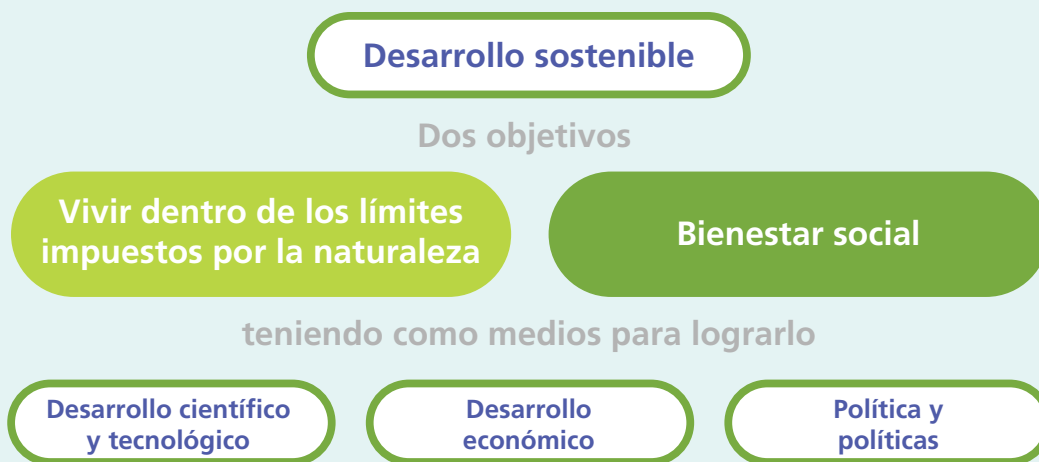 Desarrollo sostenible
Dos objetivos
Vivir dentro de los límites
impuestos por la naturaleza
Bienestar social
teniendo como medios para lograrlo
Desarrollo científico
y tecnológico
Desarrollo
económico
Política y
políticas